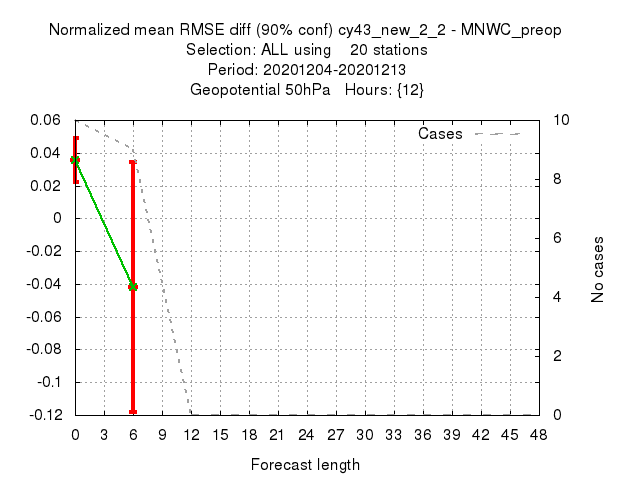 Normalized mean RMSE diff (90% conf) cy43_new_2_2 - MNWC_preop
Selection: ALL using    20 stations
Period: 20201204-20201213
Geopotential 50hPa   Hours: {12}
Cases
0.06
0.04
0.02
0
-0.02
-0.04
-0.06
-0.08
-0.1
-0.12
10
8
6
4
2
0
No cases
0 3 6 9 12 15 18 21 24 27 30 33 36 39 42 45 48
Forecast length